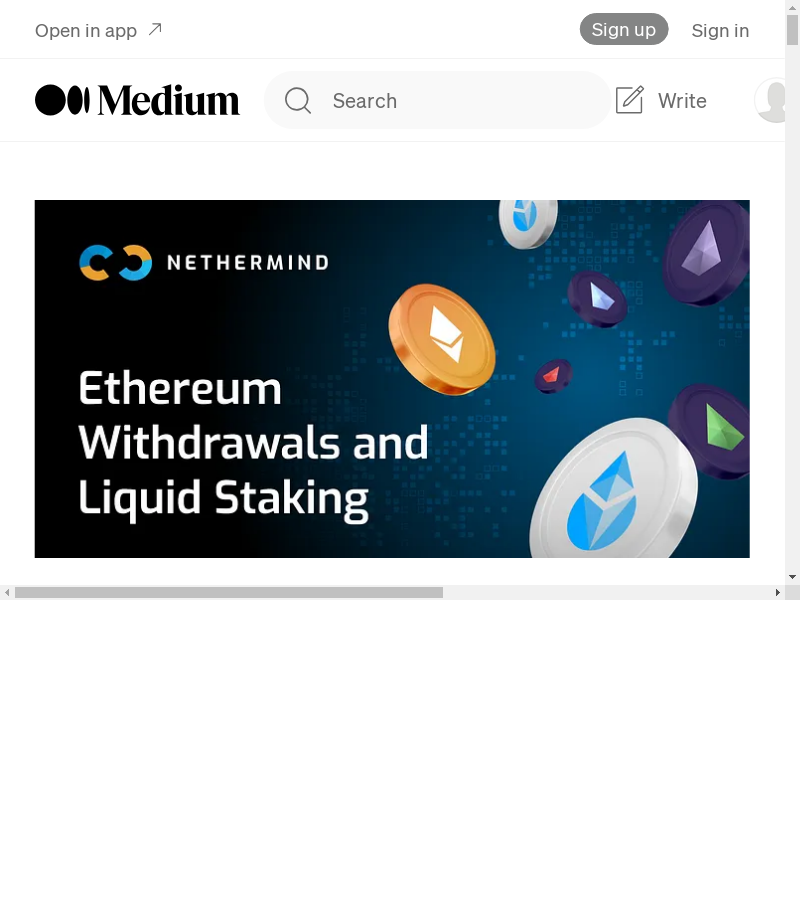 Open in app
Sign up
Sign in
Medium
Search
Write
NETHERMIND
Ethereum
Withdrawals and
Liquid Staking